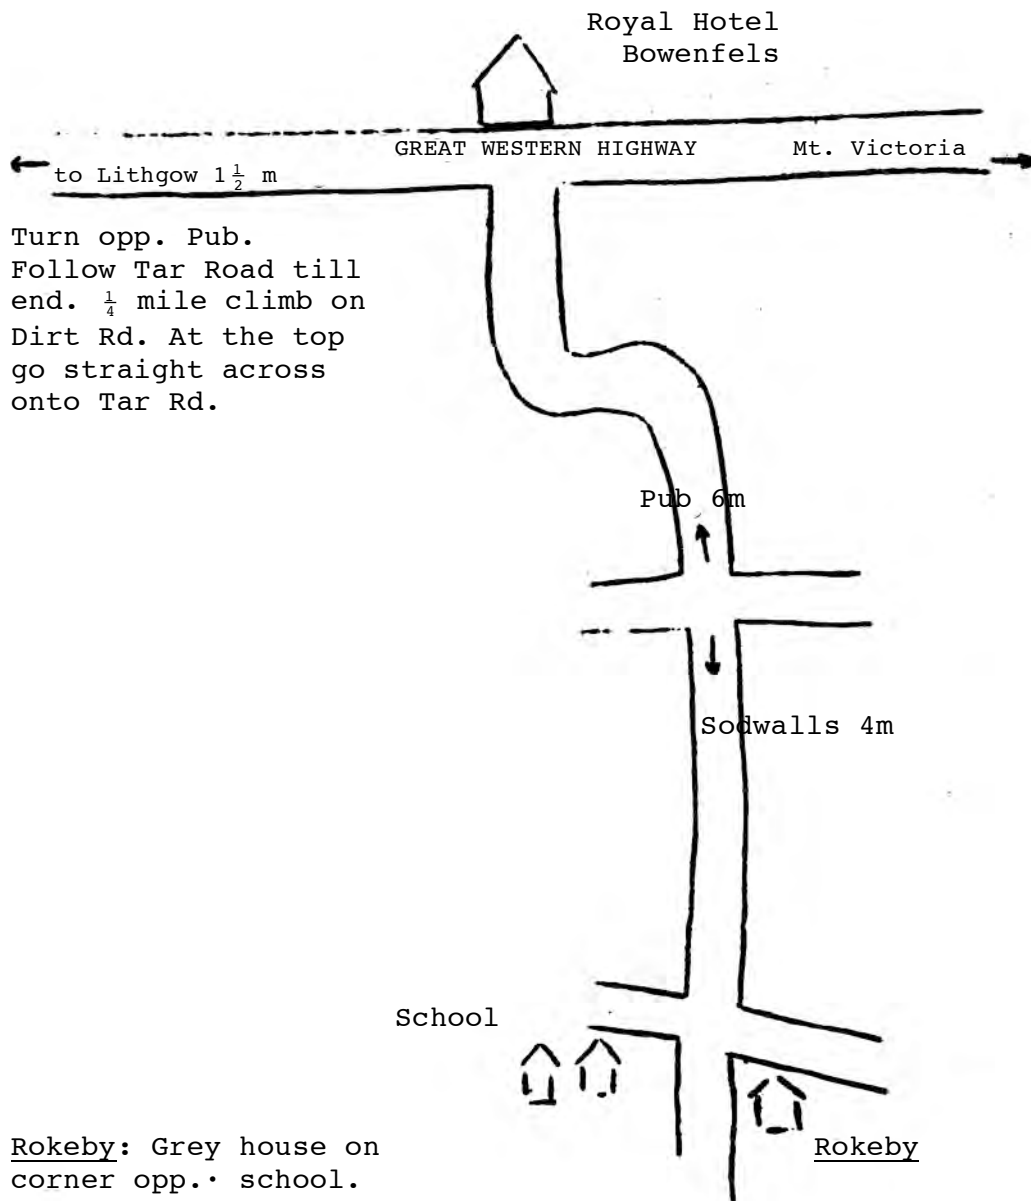 Royal Hotel
Bowenfels
GREAT WESTERN HIGHWAY
Mt. Victoria
to Lithgow 1 1/2 m
Turn opp. Pub.
Follow Tar Road till
end. 1/4 mile climb on
Dirt Rd. At the top
go straight across
onto Tar Rd.
Pub 6m
Sodwalls 4m
School
Rokeby: Grey house on
corner opp.· school.
Rokeby